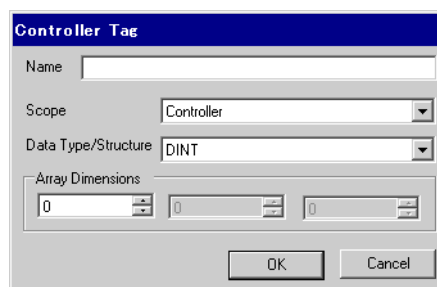 Controller Tag
Name
Scope Controller
Data Type/Structure DINT
Array Dimensions
0 0 0
OK Cancel